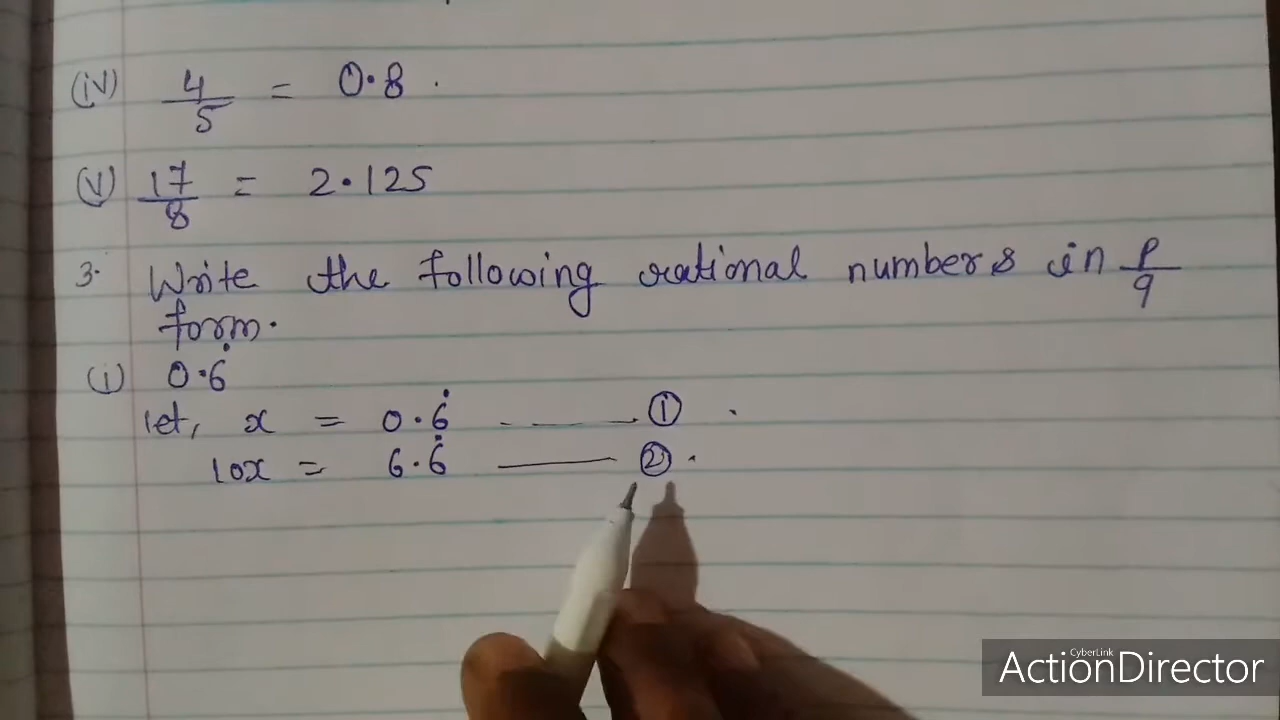 (iv) 4/5 = 0.8.
(v) 17/8 = 2.125
3. Write the following rational numbers in p/q
form.
(i) 0.6̇
let, x = 0.6̇ ------ ① .
10x = 6.6̇ —— ② .
CyberLink
ActionDirector